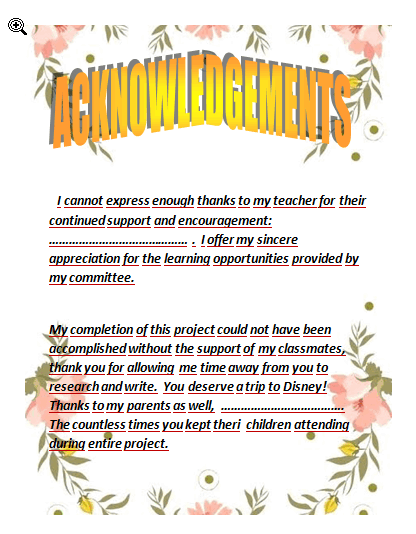 ACKNOWLEDGEMENTS
I cannot express enough thanks to my teacher for their
continued support and encouragement:
........................................ . I offer my sincere
appreciation for the learning opportunities provided by
my committee.
My completion of this project could not have been
accomplished without the support of my classmates,
thank you for allowing me time away from you to
research and write. You deserve a trip to Disney!
Thanks to my parents as well, ....................................
The countless times you kept theri children attending
during entire project.